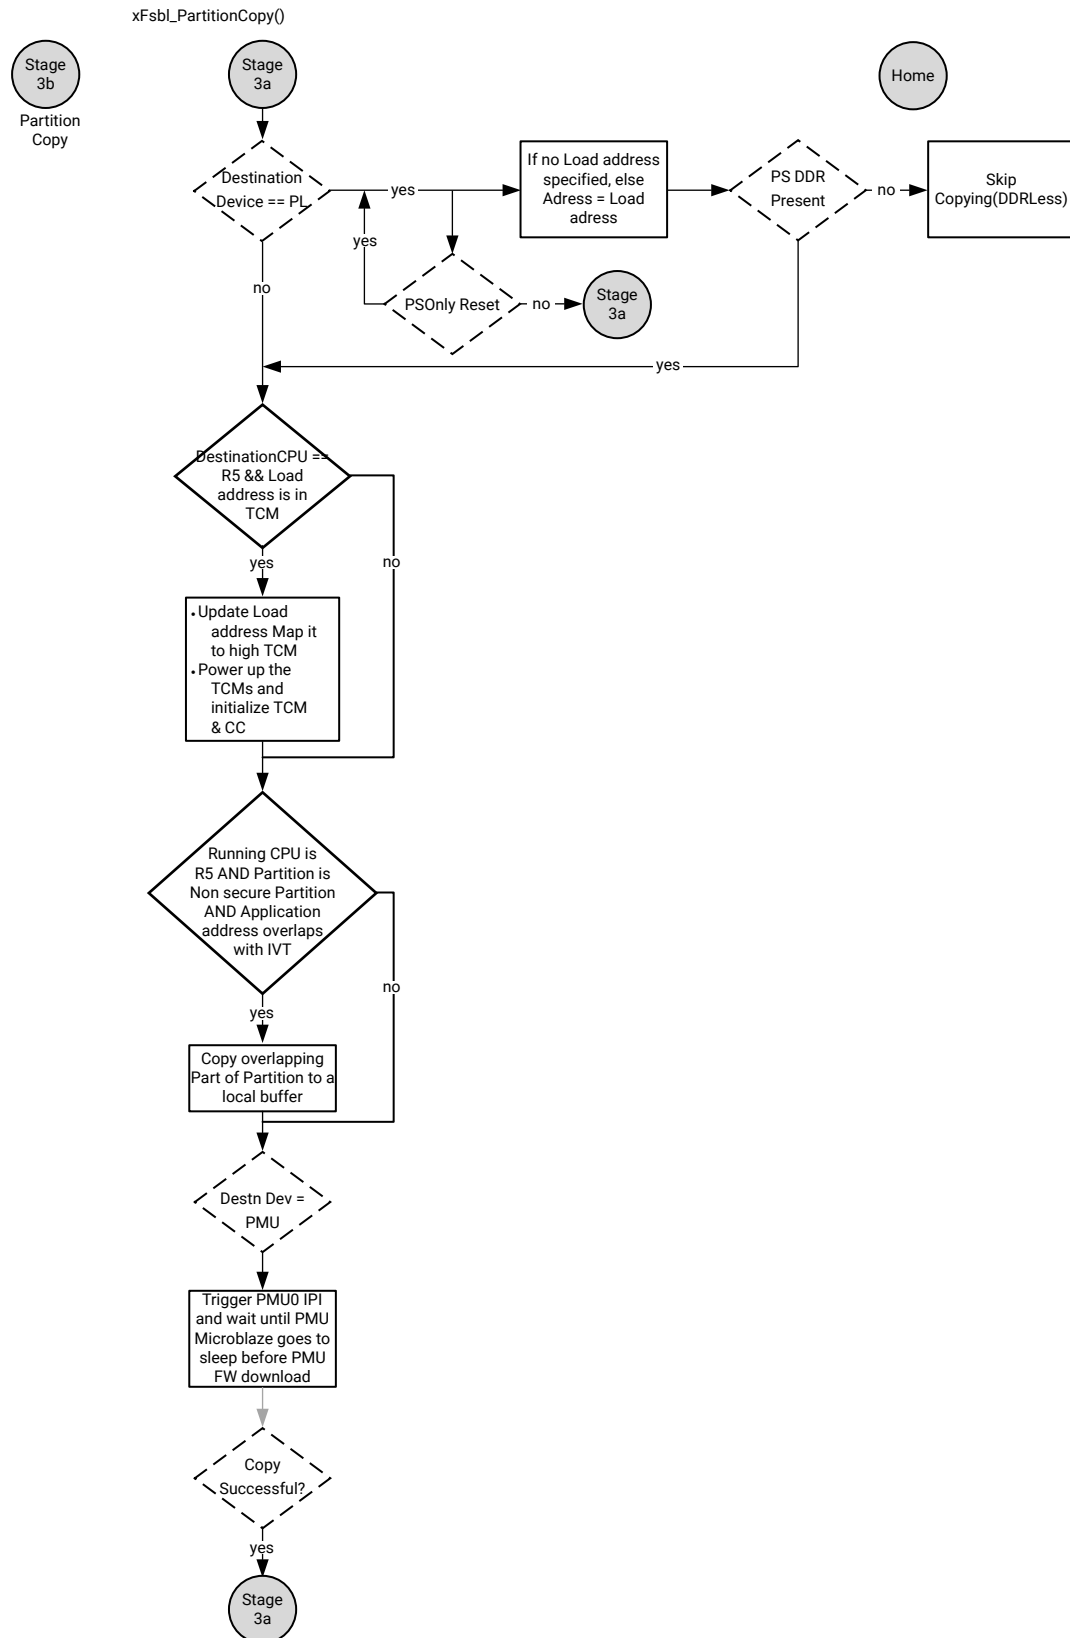 xFsbl_PartitionCopy()
Stage
3b
Partition
Copy
Stage
3a
Home
Destination
Device == PL
yes
If no Load address
specified, else
Adress = Load
adress
PS DDR
Present
no
Skip
Copying(DDRLess)
yes
PSOnly Reset
no
Stage
3a
no
yes
DestinationCPU ==
R5 && Load
address is in
TCM
yes
no
• Update Load
address Map it
to high TCM
• Power up the
TCMs and
initialize TCM
& CC
Running CPU is
R5 AND Partition is
Non secure Partition
AND Application
address overlaps
with IVT
no
yes
Copy overlapping
Part of Partition to a
local buffer
Destn Dev =
PMU
Trigger PMU0 IPI
and wait until PMU
Microblaze goes to
sleep before PMU
FW download
Copy
Successful?
yes
Stage
3a